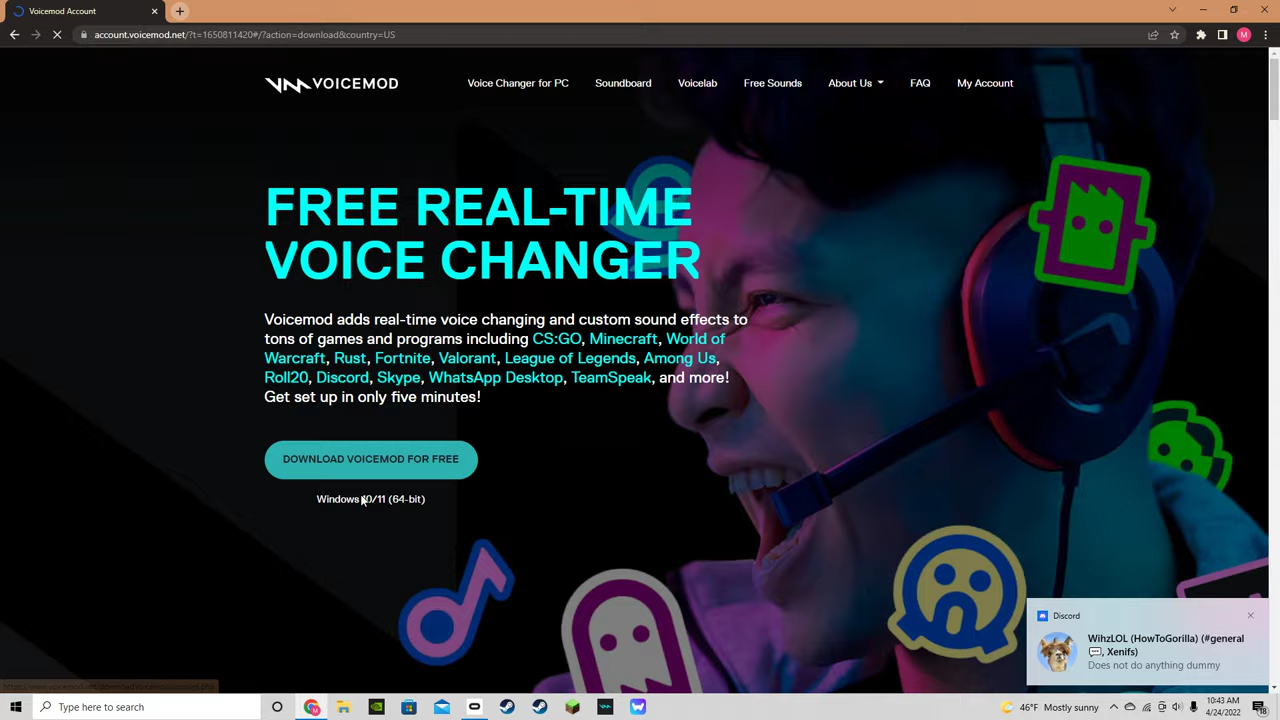 Voicemod Account
account.voicemod.net/?t=1650811420#/?action=download&country=US
M
VOICEMOD
Voice Changer for PC
Soundboard
Voicelab
Free Sounds
About Us
FAQ
My Account
FREE REAL-TIME
VOICE CHANGER
Voicemod adds real-time voice changing and custom sound effects to
tons of games and programs including CS:GO, Minecraft, World of
Warcraft, Rust, Fortnite, Valorant, League of Legends, Among Us,
Roll20, Discord, Skype, WhatsApp Desktop, TeamSpeak, and more!
Get set up in only five minutes!
DOWNLOAD VOICEMOD FOR FREE
Windows 10/11 (64-bit)
Discord
WihzLOL (HowToGorilla) (#general
, Xenifs)
Does not do anything dummy
Type here to search
46°F Mostly sunny
10:43 AM
4/24/2022
18